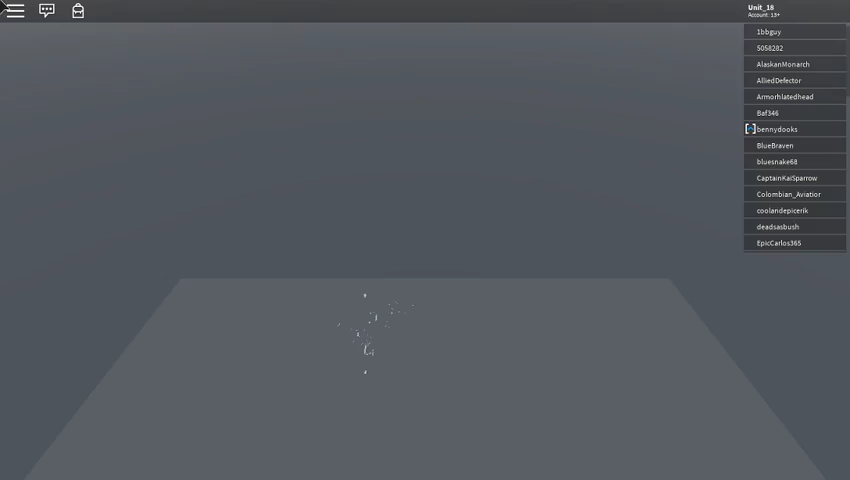 Unit_18
Account: 13+
1bbguy
5058282
AlaskanMonarch
AlliedDefector
Armorhlatedhead
Baf346
bennydooks
BlueBraven
bluesnake68
CaptainKaiSparrow
Colombian_Aviatior
coolandepicerik
deadsasbush
EpicCarlos365